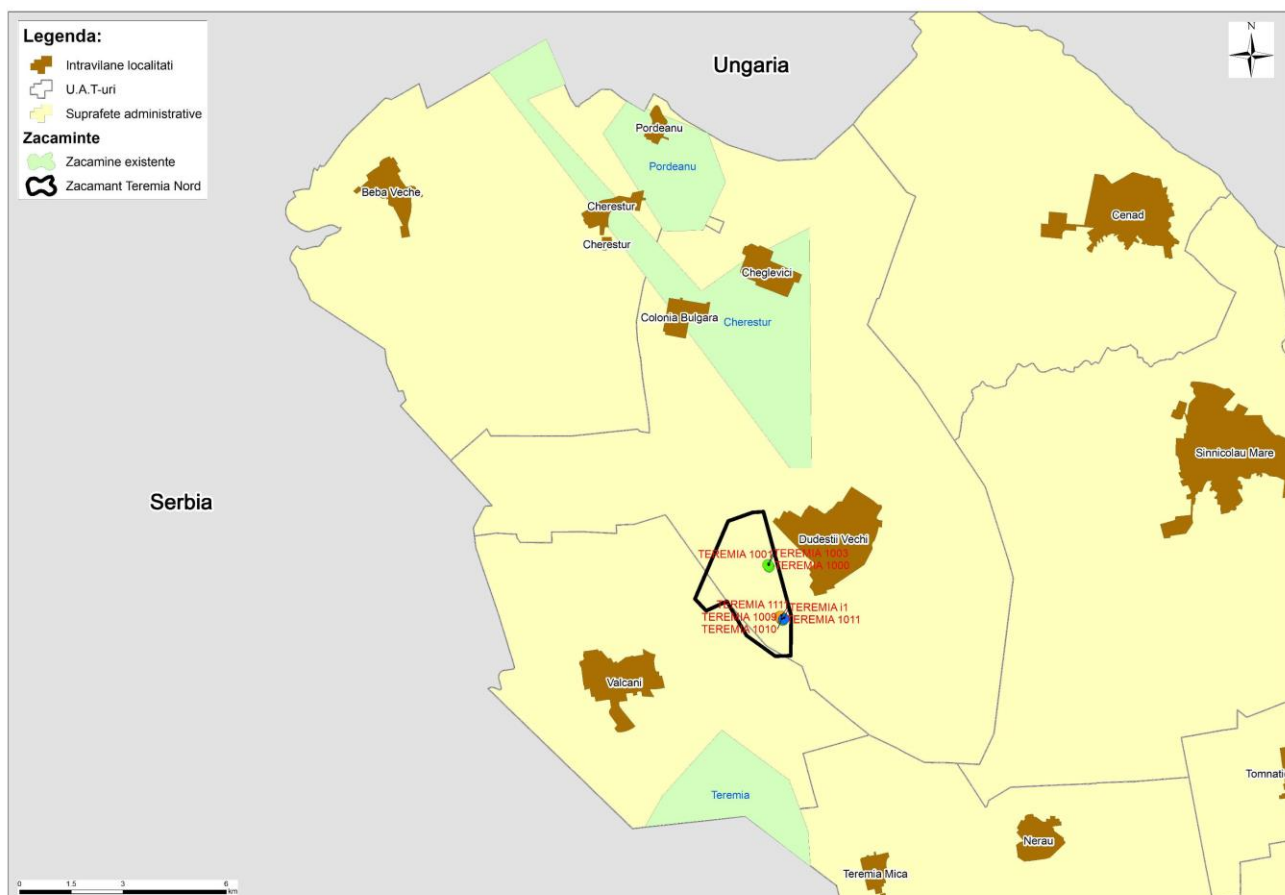 Legenda:
Intravilane localitati
U.A.T-uri
Suprafete administrative
Zacaminte
Zacamine existente
Zacamant Teremia Nord
Ungaria
N
Pordeanu
Pordeanu
Beba Veche,
Cherestur
Cherestur
Cenad
Cheglevici
Colonia Bulgara
Cherestur
Sinnicolau Mare
Serbia
Dudestii Vechi
TEREMIA 1001
TEREMIA 1003
TEREMIA 1000
TEREMIA i1
TEREMIA 1009
TEREMIA 1011
TEREMIA 1010
Valcani
Teremia
Nerau
Teremia Mica
0 1.5 3 6
km